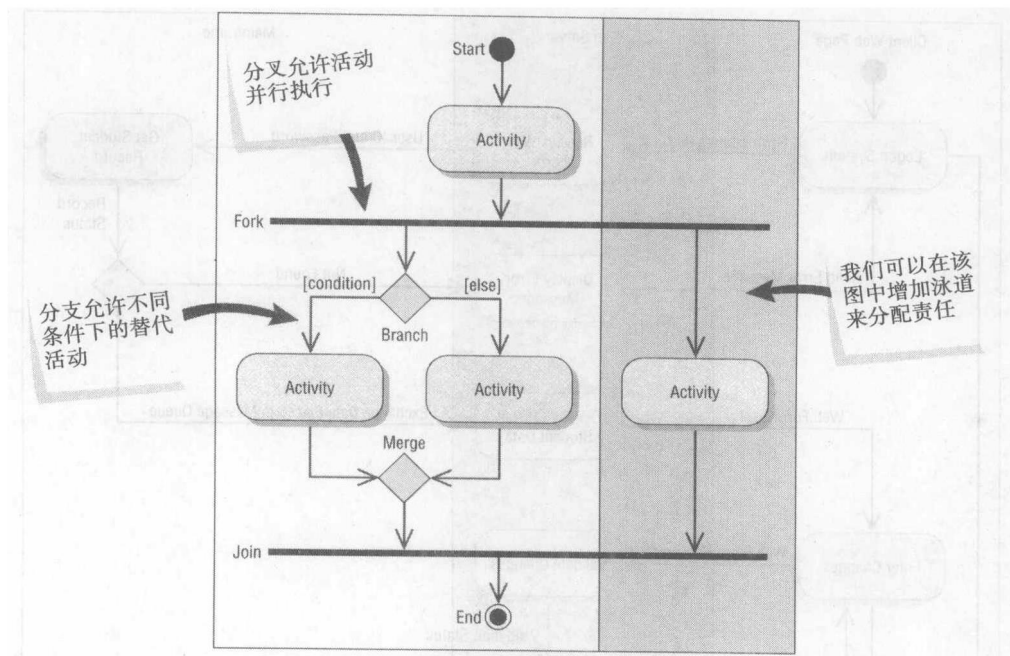 Start
分叉允许活动
并行执行
Activity
Fork
[condition]
[else]
Branch
分支允许不同
条件下的替代
活动
我们可以在该
图中增加泳道
来分配责任
Activity
Activity
Activity
Merge
Join
End